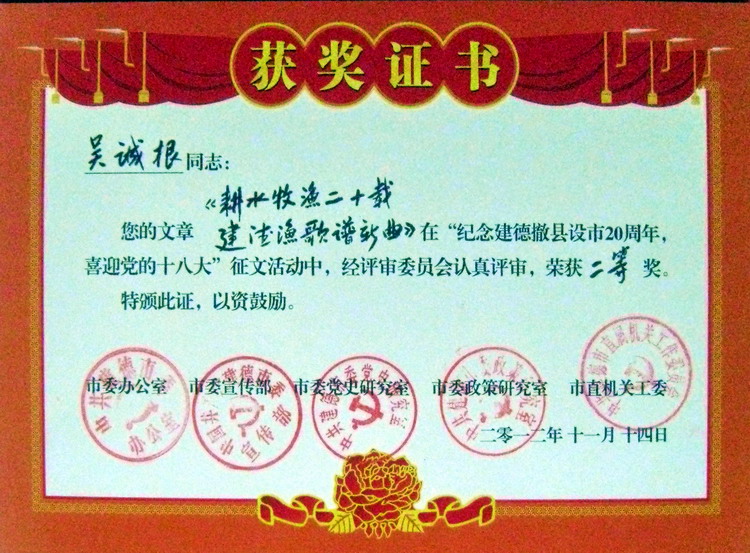 获奖证书
吴诚根同志：
《耕水牧渔二十载
您的文章 建德渔歌谱新曲》在“纪念建德撤县设市20周年，
喜迎党的十八大”征文活动中，经评审委员会认真评审，荣获二等奖。
特颁此证，以资鼓励。
市委办公室 市委宣传部 市委党史研究室 市委政策研究室 市直机关工委
二零一二年十一月十四日